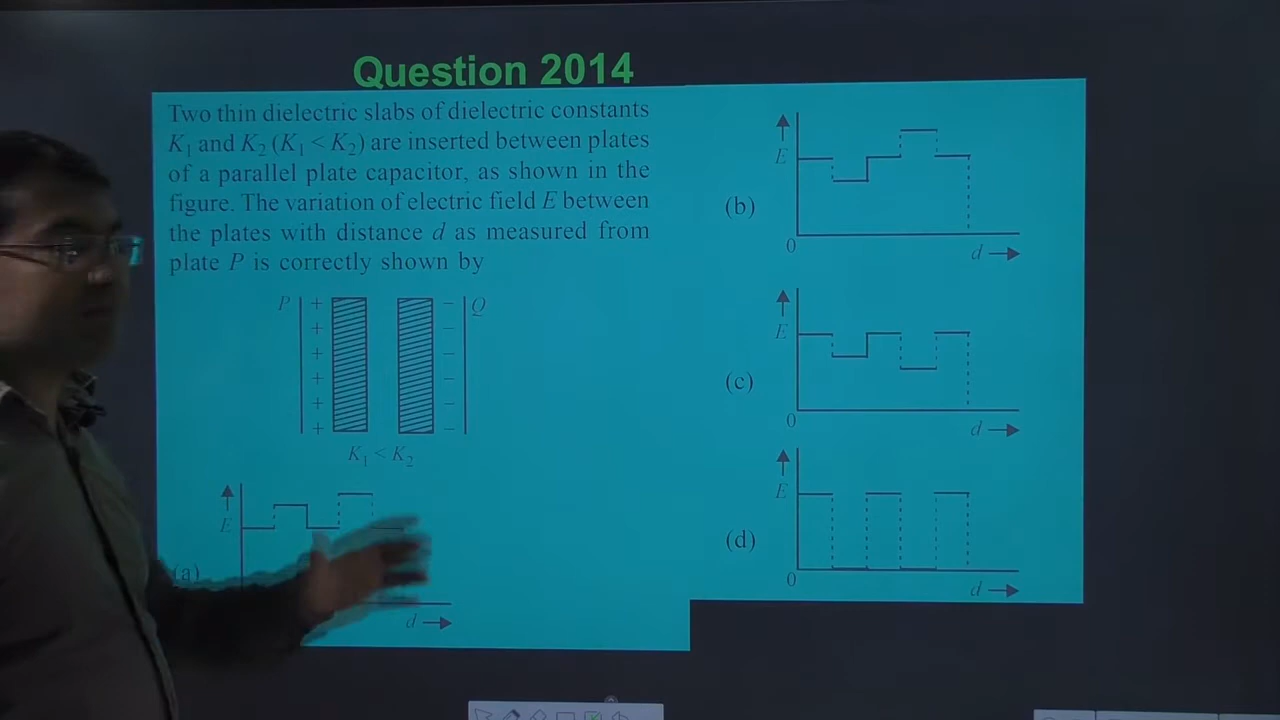 Question 2014
Two thin dielectric slabs of dielectric constants
K₁ and K₂ (K₁ < K₂) are inserted between plates
of a parallel plate capacitor, as shown in the
figure. The variation of electric field E between
the plates with distance d as measured from
plate P is correctly shown by
P + + + + + + − − − − − − Q
K₁ < K₂
(a)
E
d
(b)
E
0
d
(c)
E
0
d
(d)
E
0
d